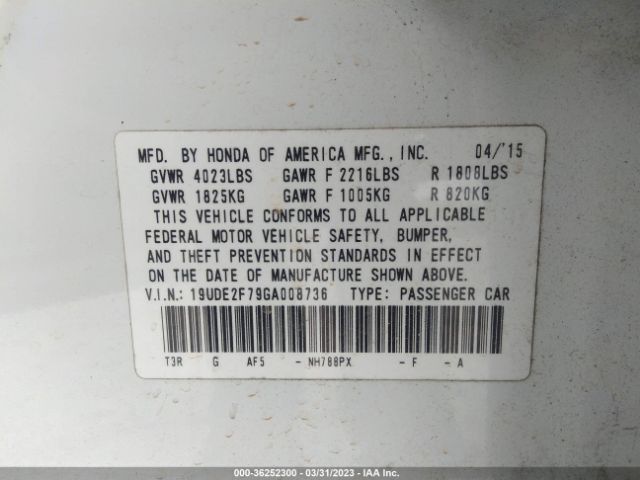 MFD. BY HONDA OF AMERICA MFG., INC. 04/'15
GVWR 4023LBS GAWR F 2216LBS R 1808LBS
GVWR 1825KG GAWR F 1005KG R 820KG
THIS VEHICLE CONFORMS TO ALL APPLICABLE
FEDERAL MOTOR VEHICLE SAFETY, BUMPER,
AND THEFT PREVENTION STANDARDS IN EFFECT
ON THE DATE OF MANUFACTURE SHOWN ABOVE.
V.I.N.: 19UDE2F79GA008736 TYPE: PASSENGER CAR
T3R G AF5 - NH788PX - F - A
000-36252300 - 03/31/2023 - IAA Inc.